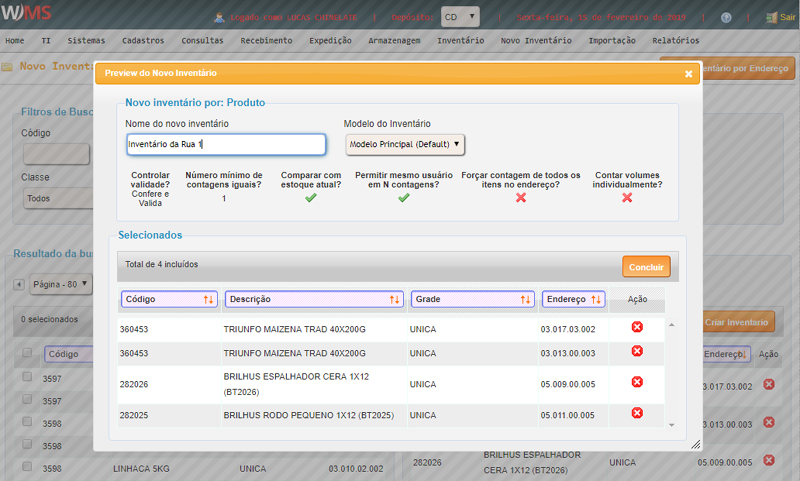 WMS
Logado como LUCAS CHINELATE | Depósito: CD | Sexta-feira, 15 de fevereiro de 2019 | Sair
Home TI Sistemas Cadastros Consultas Recebimento Expedição Armazenagem Inventário Novo Inventário Importação Relatórios
Novo Invent
ntário por Endereço
Preview do Novo Inventário
Filtros de Busc
Código
Classe
Todos
Novo inventário por: Produto
Nome do novo inventário Modelo do Inventário
Inventário da Rua 1 Modelo Principal (Default)
Controlar validade? Número mínimo de contagens iguais? Comparar com estoque atual? Permitir mesmo usuário em N contagens? Forçar contagem de todos os itens no endereço? Contar volumes individualmente?
Confere e Valida 1
Selecionados
Total de 4 incluídos Concluir
Código Descrição Grade Endereço Ação
360453 TRIUNFO MAIZENA TRAD 40X200G UNICA 03.017.03.002
360453 TRIUNFO MAIZENA TRAD 40X200G UNICA 03.013.00.003
282026 BRILHUS ESPALHADOR CERA 1X12 (BT2026) UNICA 05.009.00.005
282025 BRILHUS RODO PEQUENO 1X12 (BT2025) UNICA 05.011.00.005
Resultado da bus
Página - 80
0 selecionados
Criar Inventario
Código
Endereço Ação
3597
3.017.03.002
3597
3598
3.013.00.003
3598
3598 LINHACA 5KG UNICA 03.010.02.002
282026 BRILHUS ESPALHADOR CERA 1X12 (BT2026) UNICA 05.009.00.005